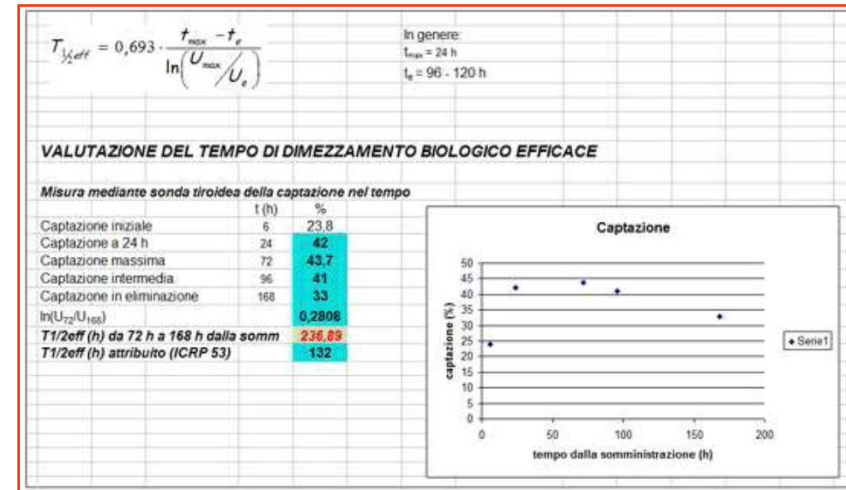 T½eff = 0,693 · (tmax − te) / ln(Umax/Ue)
In genere:
tmax = 24 h
te = 96 - 120 h
VALUTAZIONE DEL TEMPO DI DIMEZZAMENTO BIOLOGICO EFFICACE
Misura mediante sonda tiroidea della captazione nel tempo
t (h) %
Captazione iniziale 6 23,8
Captazione a 24 h 24 42
Captazione massima 72 43,7
Captazione intermedia 96 41
Captazione in eliminazione 168 33
ln(U72/U168) 0,2808
T1/2eff (h) da 72 h a 168 h dalla somm 236,89
T1/2eff (h) attribuito (ICRP 53) 132
Captazione
captazione (%)
50
45
40
35
30
25
20
15
10
5
0
0 50 100 150 200
tempo dalla somministrazione (h)
Serie1